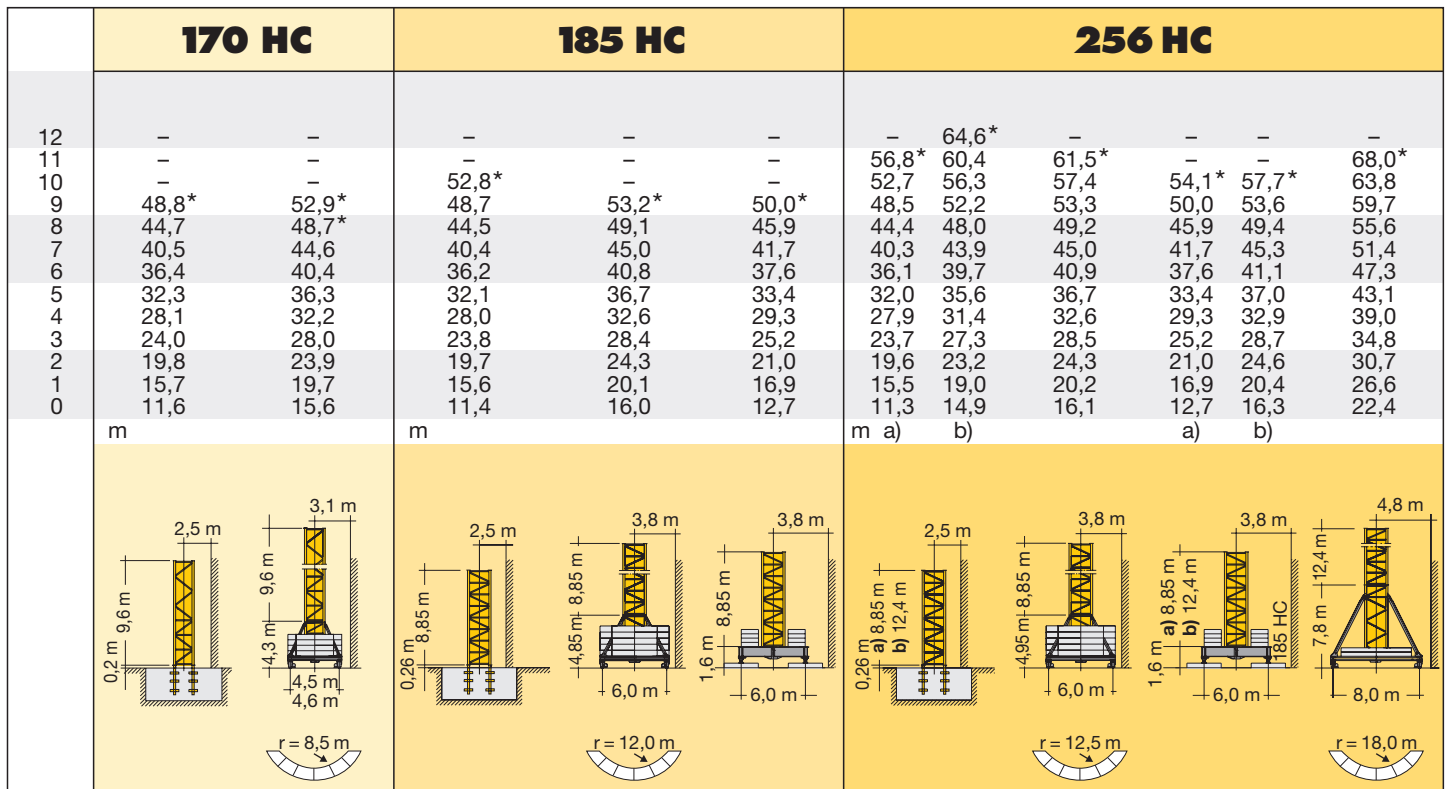 170 HC 185 HC 256 HC
12 – – – – – – 64,6* – – – –
11 – – – – – 56,8* 60,4 61,5* – – 68,0*
10 – – 52,8* – – 52,7 56,3 57,4 54,1* 57,7* 63,8
9 48,8* 52,9* 48,7 53,2* 50,0* 48,5 52,2 53,3 50,0 53,6 59,7
8 44,7 48,7* 44,5 49,1 45,9 44,4 48,0 49,2 45,9 49,4 55,6
7 40,5 44,6 40,4 45,0 41,7 40,3 43,9 45,0 41,7 45,3 51,4
6 36,4 40,4 36,2 40,8 37,6 36,1 39,7 40,9 37,6 41,1 47,3
5 32,3 36,3 32,1 36,7 33,4 32,0 35,6 36,7 33,4 37,0 43,1
4 28,1 32,2 28,0 32,6 29,3 27,9 31,4 32,6 29,3 32,9 39,0
3 24,0 28,0 23,8 28,4 25,2 23,7 27,3 28,5 25,2 28,7 34,8
2 19,8 23,9 19,7 24,3 21,0 19,6 23,2 24,3 21,0 24,6 30,7
1 15,7 19,7 15,6 20,1 16,9 15,5 19,0 20,2 16,9 20,4 26,6
0 11,6 15,6 11,4 16,0 12,7 11,3 14,9 16,1 12,7 16,3 22,4
m m m a) b) a) b)
2,5 m
9,6 m
0,2 m
3,1 m
9,6 m
4,3 m
4,5 m
4,6 m
r = 8,5 m
2,5 m
8,85 m
0,26 m
3,8 m
8,85 m
4,85 m
6,0 m
r = 12,0 m
3,8 m
8,85 m
1,6 m
6,0 m
2,5 m
a) 8,85 m
b) 12,4 m
0,26 m
3,8 m
8,85 m
4,95 m
6,0 m
r = 12,5 m
3,8 m
a) 8,85 m
b) 12,4 m
1,6 m
185 HC
6,0 m
4,8 m
12,4 m
7,8 m
8,0 m
r = 18,0 m